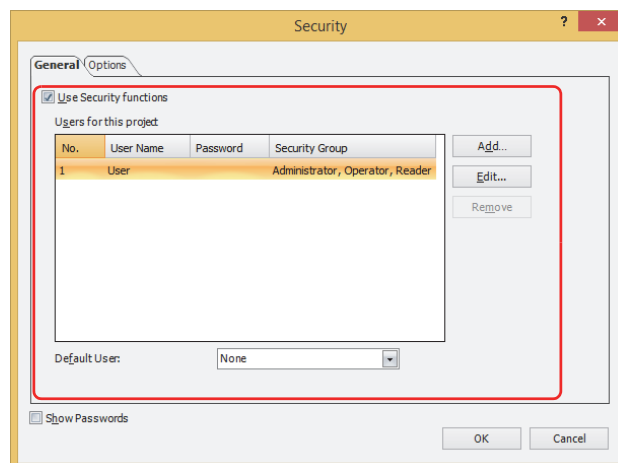 Security
?
General Options
Use Security functions
Users for this project
No. User Name Password Security Group
1 User Administrator, Operator, Reader
Add...
Edit...
Remove
Default User: None
Show Passwords
OK Cancel